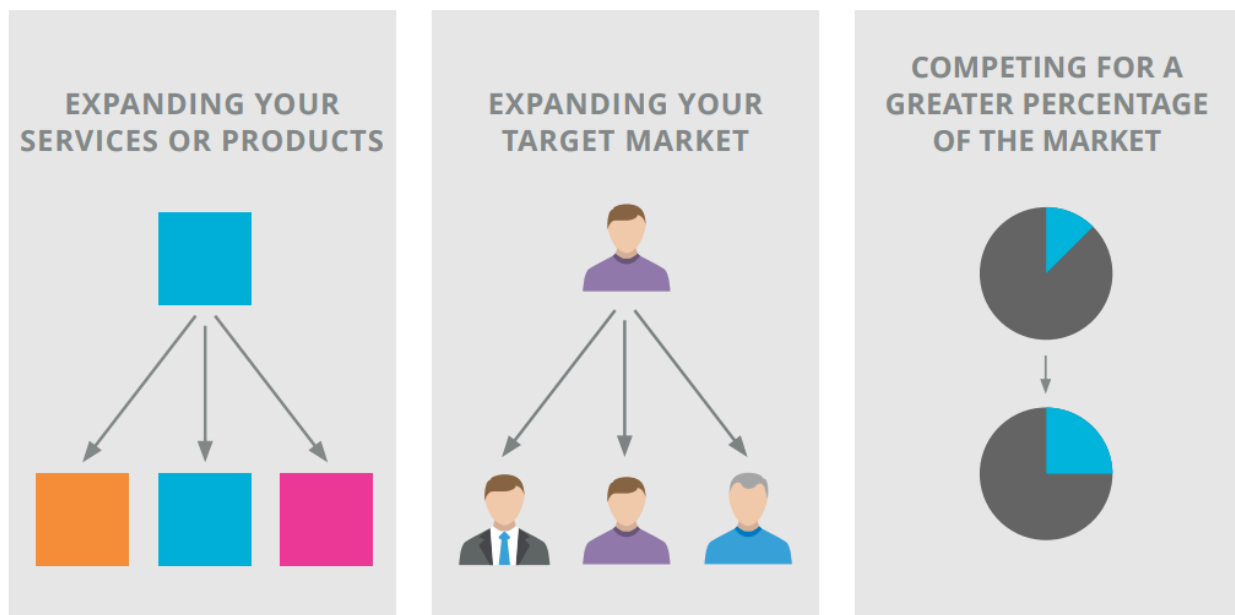 EXPANDING YOUR
SERVICES OR PRODUCTS
EXPANDING YOUR
TARGET MARKET
COMPETING FOR A
GREATER PERCENTAGE
OF THE MARKET